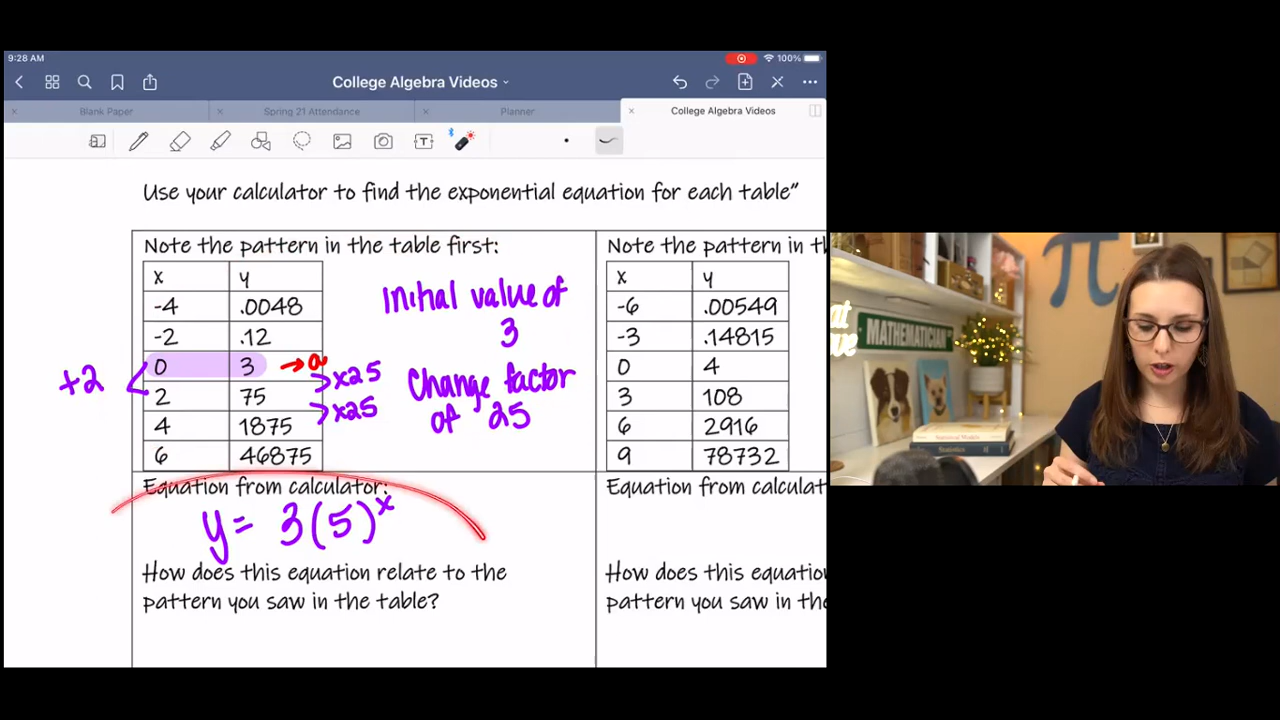 9:28 AM
100%
College Algebra Videos
Blank Paper
Spring 21 Attendance
Planner
College Algebra Videos
Use your calculator to find the exponential equation for each table"
Note the pattern in the table first:
x y
-4 .0048
-2 .12
0 3 → a
2 75
4 1875
6 46875
+2
x25
x25
Initial value of
3
Change factor
of 25
Equation from calculator:
y = 3(5)^x
How does this equation relate to the
pattern you saw in the table?
Note the pattern in th
x y
-6 .00549
-3 .14815
0 4
3 108
6 2916
9 78732
Equation from calculat
How does this equation
pattern you saw in the
MATHEMATICIAN